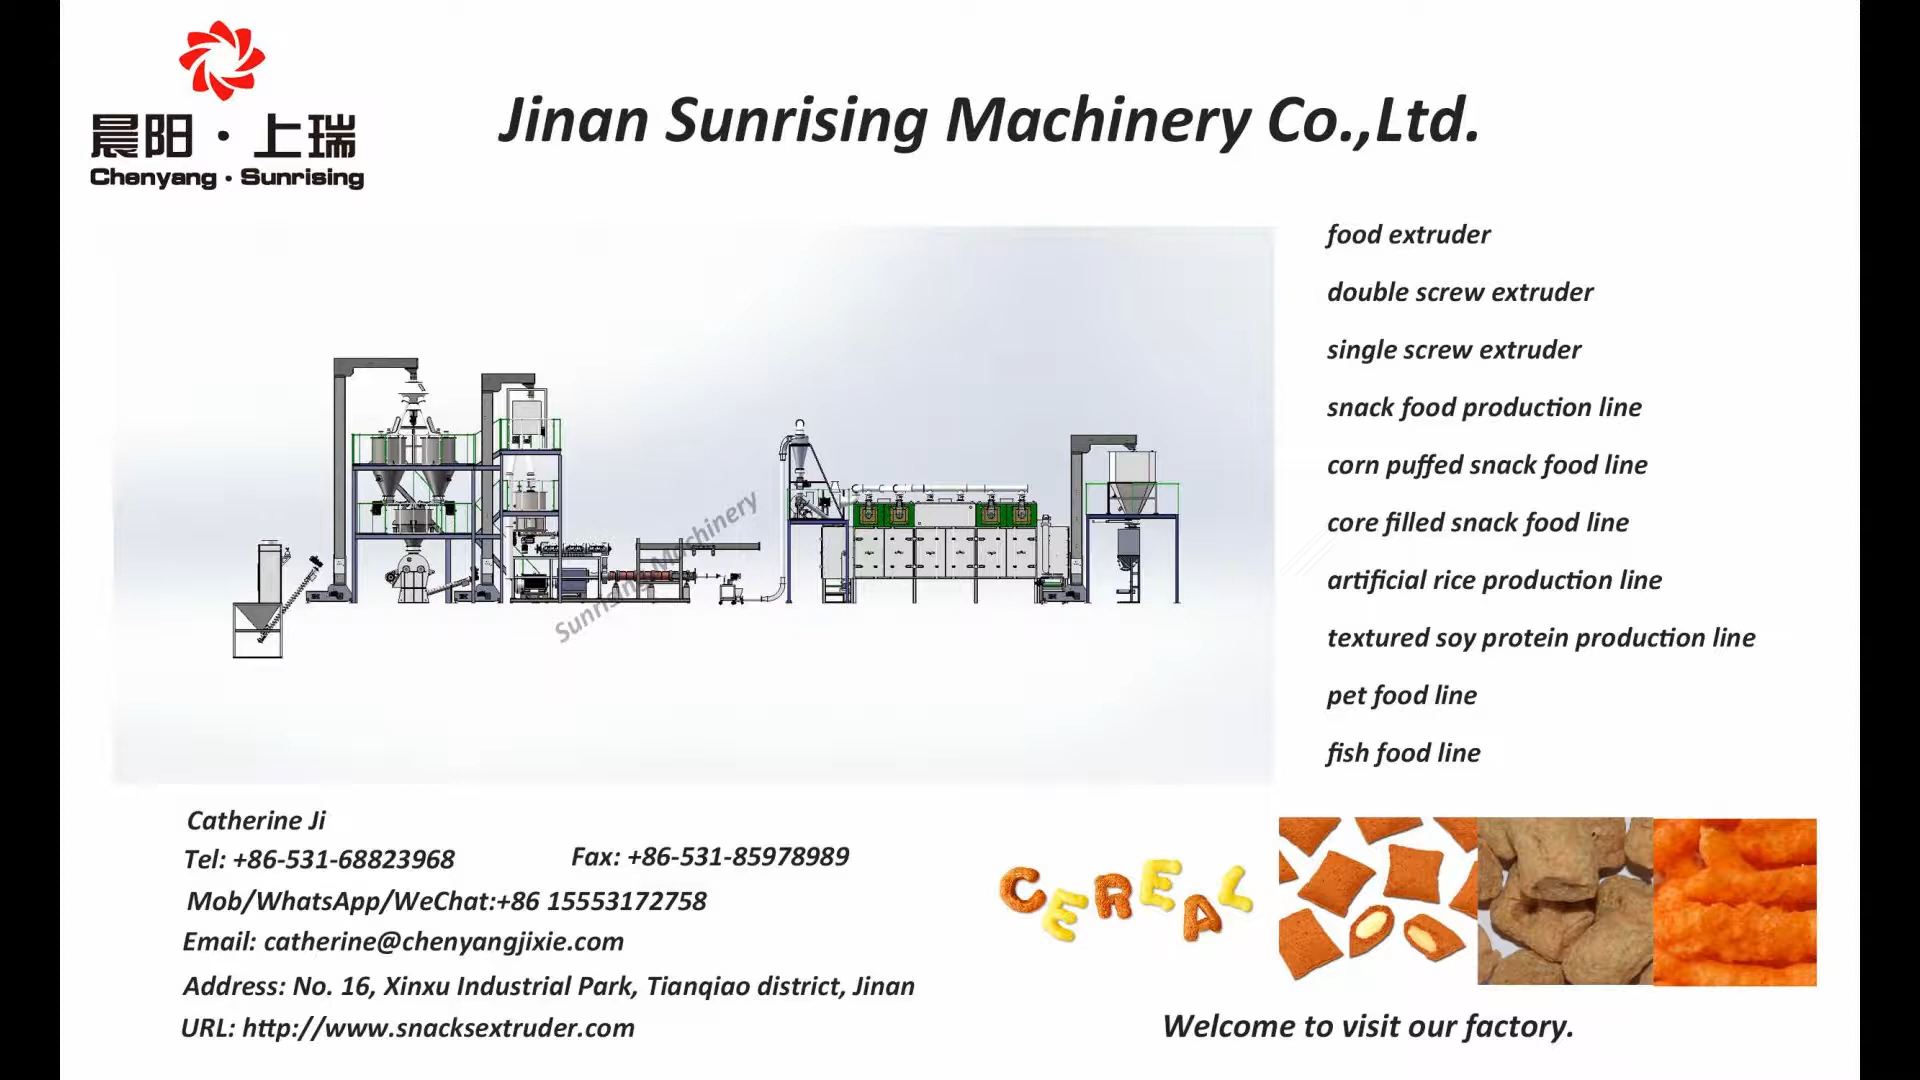 晨阳·上瑞
Chenyang·Sunrising
Jinan Sunrising Machinery Co.,Ltd.
food extruder
double screw extruder
single screw extruder
snack food production line
corn puffed snack food line
core filled snack food line
artificial rice production line
textured soy protein production line
pet food line
fish food line
Sunrising Machinery
Catherine Ji
Tel: +86-531-68823968 Fax: +86-531-85978989
Mob/WhatsApp/WeChat:+86 15553172758
Email: catherine@chenyangjixie.com
Address: No. 16, Xinxu Industrial Park, Tianqiao district, Jinan
URL: http://www.snacksextruder.com
CEREAL
Welcome to visit our factory.